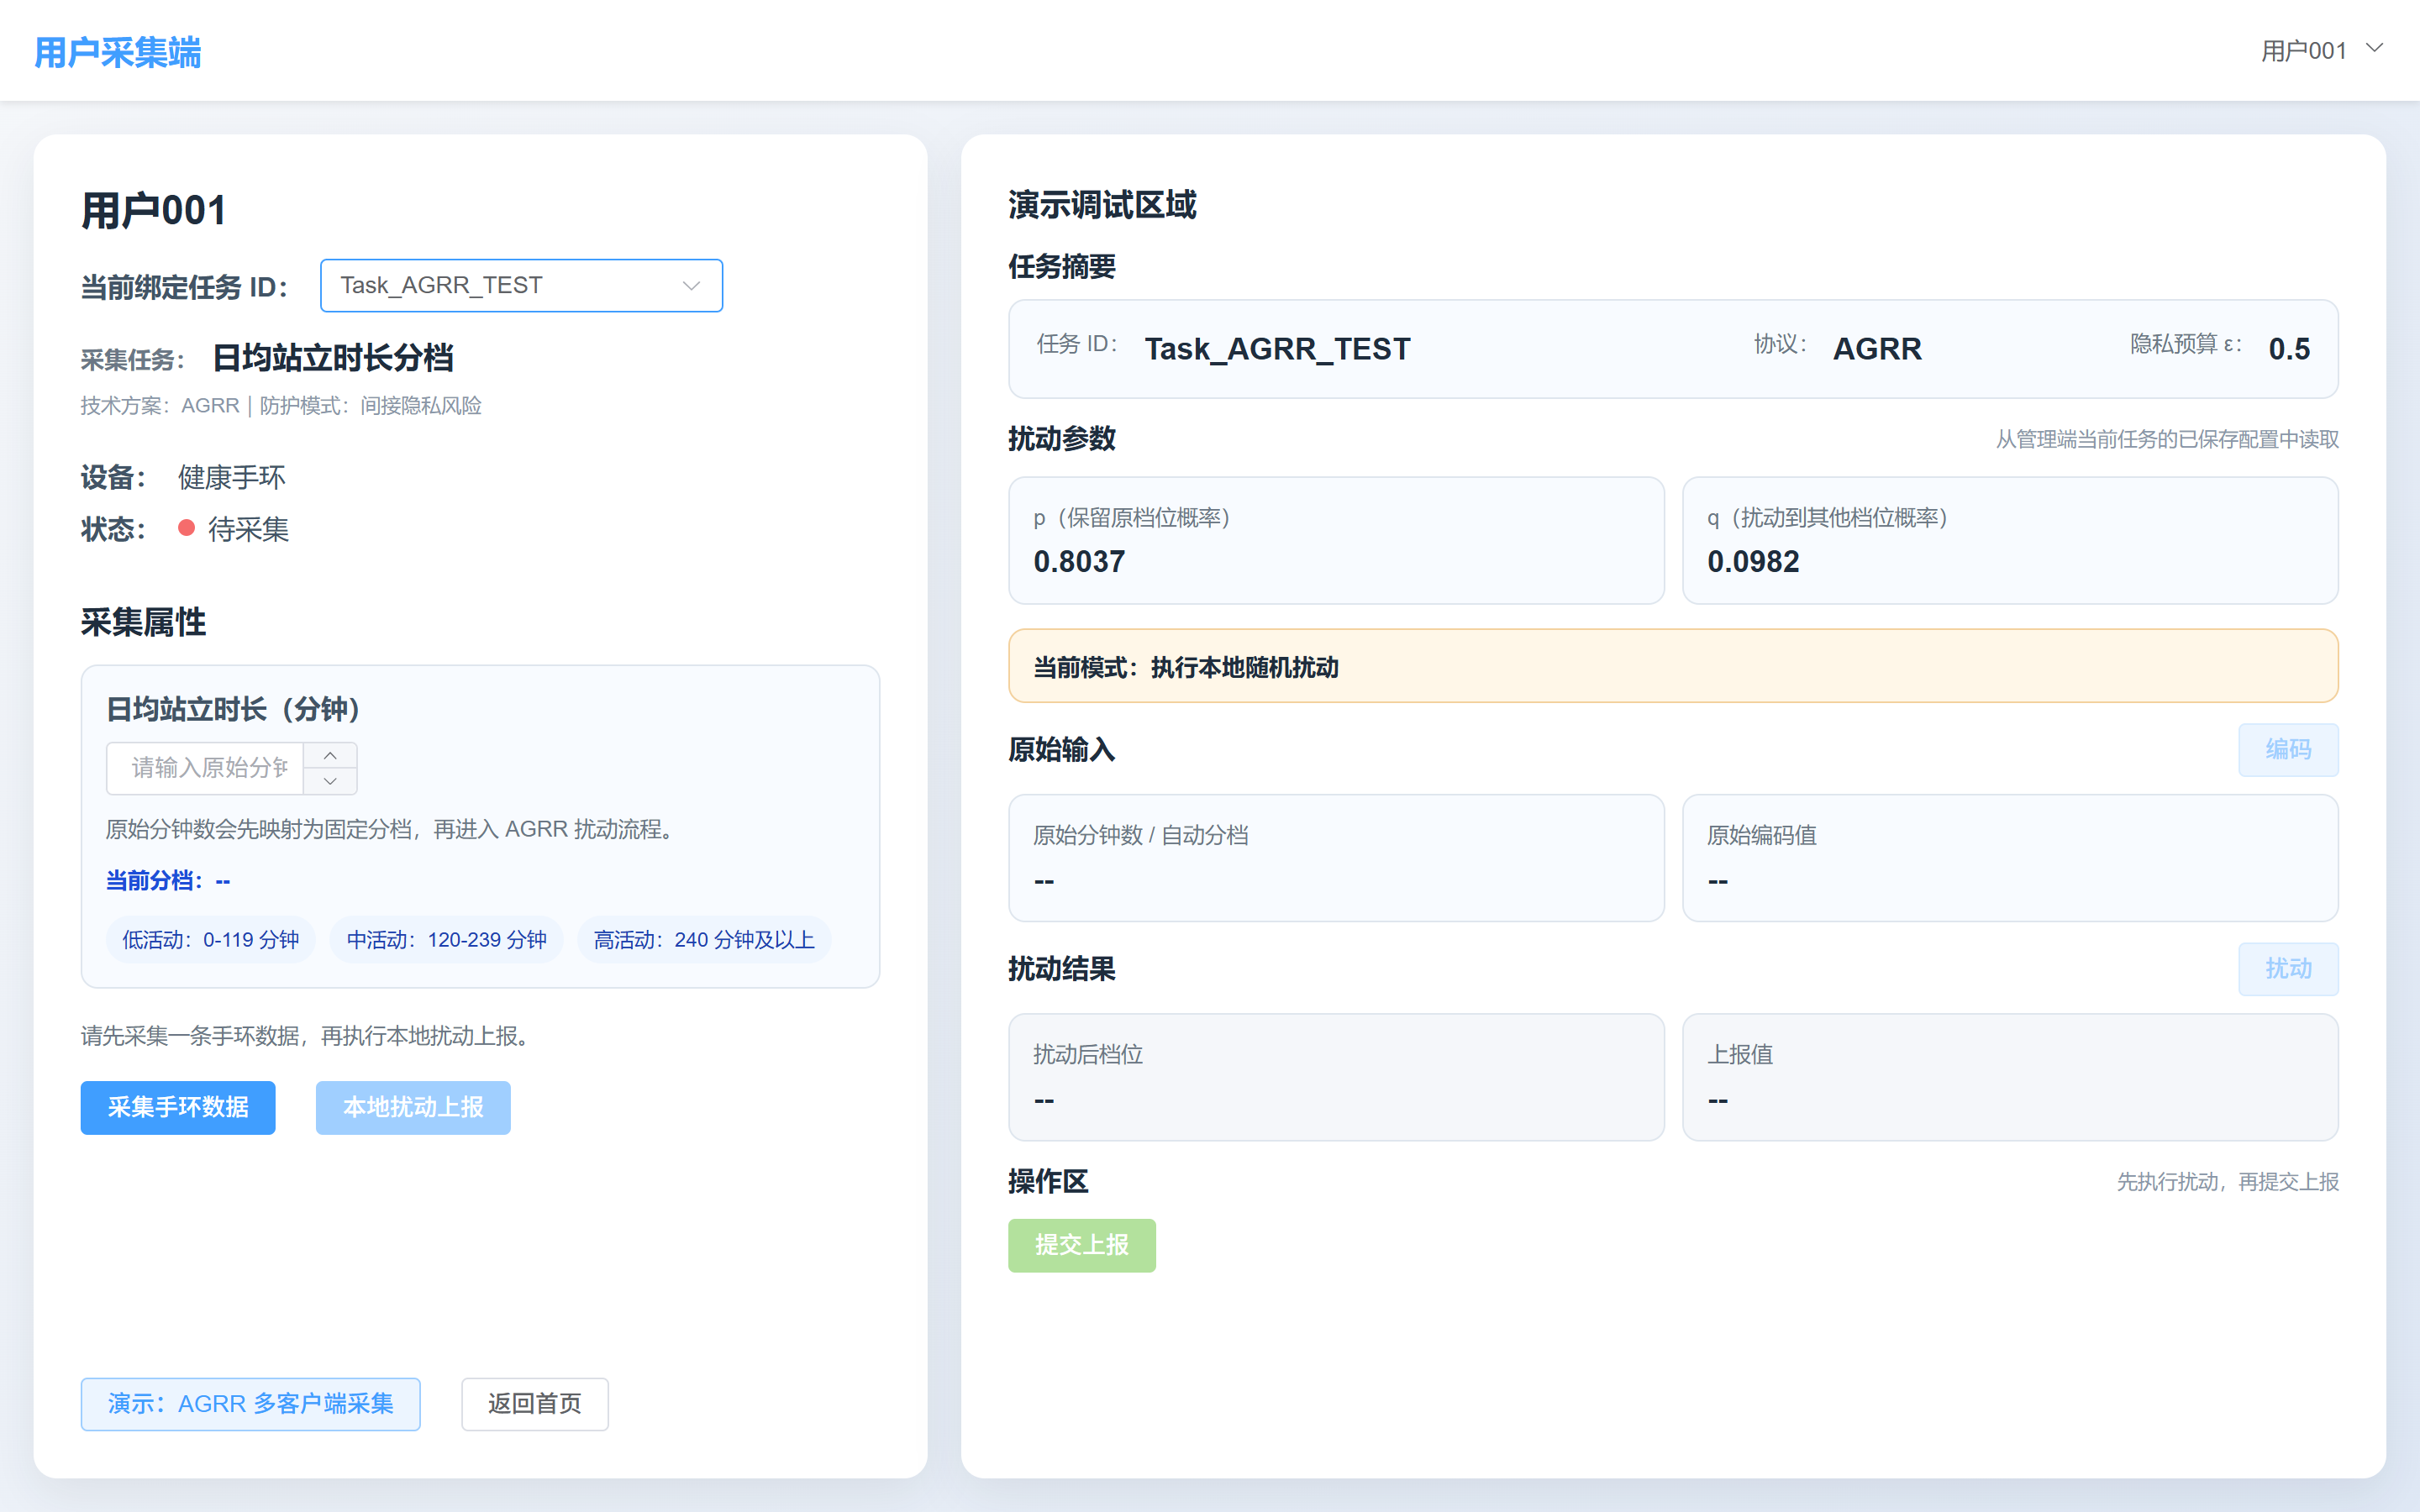 用户采集端
用户001
用户001
当前绑定任务 ID： Task_AGRR_TEST
采集任务： 日均站立时长分档
技术方案：AGRR | 防护模式：间接隐私风险
设备： 健康手环
状态： 待采集
采集属性
日均站立时长（分钟）
请输入原始分钟
原始分钟数会先映射为固定分档，再进入 AGRR 扰动流程。
当前分档：--
低活动：0-119 分钟 中活动：120-239 分钟 高活动：240 分钟及以上
请先采集一条手环数据，再执行本地扰动上报。
采集手环数据 本地扰动上报
演示：AGRR 多客户端采集 返回首页
演示调试区域
任务摘要
任务 ID： Task_AGRR_TEST 协议： AGRR 隐私预算 ε： 0.5
扰动参数 从管理端当前任务的已保存配置中读取
p（保留原档位概率）
0.8037
q（扰动到其他档位概率）
0.0982
当前模式：执行本地随机扰动
原始输入 编码
原始分钟数 / 自动分档
--
原始编码值
--
扰动结果 扰动
扰动后档位
--
上报值
--
操作区 先执行扰动，再提交上报
提交上报